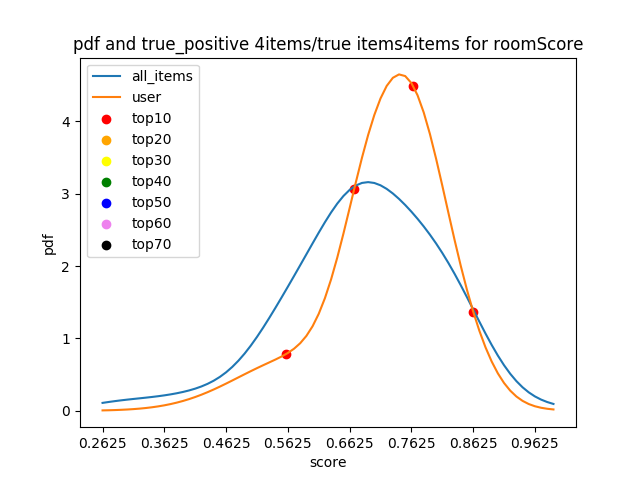 pdf and true_positive 4items/true items4items for roomScore
all_items
user
top10
top20
top30
top40
top50
top60
top70
pdf
4
3
2
1
0
0.2625 0.3625 0.4625 0.5625 0.6625 0.7625 0.8625 0.9625
score